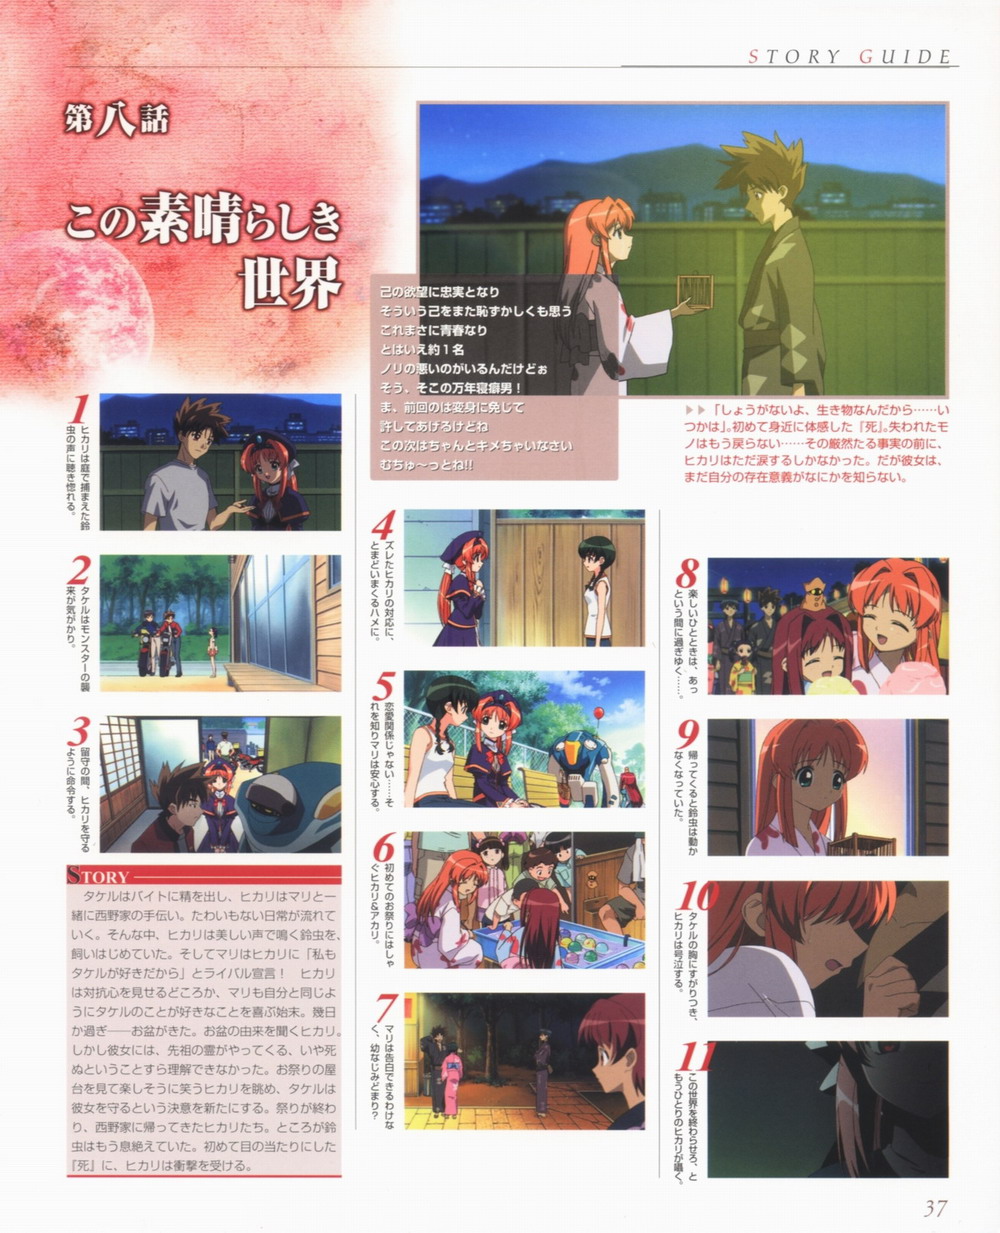 STORY GUIDE
第八話
この素晴らしき
世界
己の欲望に忠実となり
そういう己をまた恥ずかしくも思う
これまさに青春なり
とはいえ約1名
ノリの悪いのがいるんだけどぉ
そう、そこの万年寝癖男！
ま、前回のは変身に免じて
許してあげるけどね
この次はちゃんとキメちゃいなさい
むちゅ〜っとね!!
▶▶「しょうがないよ、生き物なんだから……い
つかは」。初めて身近に体感した『死』。失われたモ
ノはもう戻らない……その厳然たる事実の前に、
ヒカリはただ涙するしかなかった。だが彼女は、
まだ自分の存在意義がなにかを知らない。
1
ヒカリは庭で捕まえた鈴
虫の声に聴き惚れる。
2
タケルはモンスターの襲
来が気がかり。
3
留守の間、ヒカリを守る
ように命令する。
STORY
タケルはバイトに精を出し、ヒカリはマリと一
緒に西野家の手伝い。たわいもない日常が流れて
いく。そんな中、ヒカリは美しい声で鳴く鈴虫を、
飼いはじめていた。そしてマリはヒカリに「私も
タケルが好きだから」とライバル宣言！　ヒカリ
は対抗心を見せるどころか、マリも自分と同じよ
うにタケルのことが好きなことを喜ぶ始末。幾日
か過ぎ――お盆がきた。お盆の由来を聞くヒカリ。
しかし彼女には、先祖の霊がやってくる、いや死
ぬということすら理解できなかった。お祭りの屋
台を見て楽しそうに笑うヒカリを眺め、タケルは
彼女を守るという決意を新たにする。祭りが終わ
り、西野家に帰ってきたヒカリたち。ところが鈴
虫はもう息絶えていた。初めて目の当たりにした
『死』に、ヒカリは衝撃を受ける。
4
ズレたヒカリの対応に、
とまどいまくるハメに。
5
恋愛関係じゃない……そ
れを知りマリは安心する。
6
初めてのお祭りにはしゃ
ぐヒカリ&アカリ。
7
マリは告白できるわけな
く、幼なじみどまり？
8
楽しいひとときは、あっ
という間に過ぎゆく……。
9
帰ってくると鈴虫は動か
なくなっていた。
10
タケルの胸にすがりつき、
ヒカリは号泣する。
11
この世界を終わらせろ、と
もうひとりのヒカリが囁く。
37